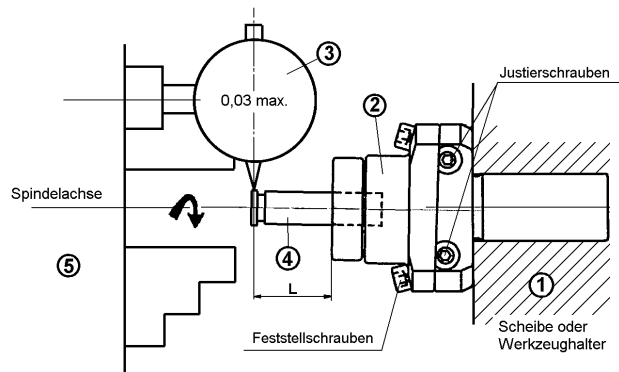 3
Justierschrauben
0,03 max.
2
Spindelachse
4
5
L
1
Feststellschrauben
Scheibe oder
Werkzeughalter